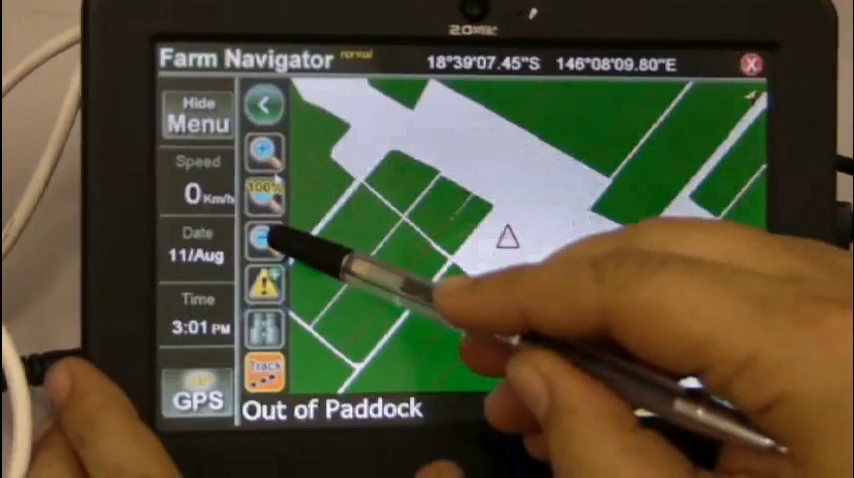 Farm Navigator normal 18°39'07.45"S 146°08'09.80"E X
Hide
Menu
Speed
0 Km/h
100%
Date
11/Aug
Time
3:01 PM
Track
GPS
Out of Paddock